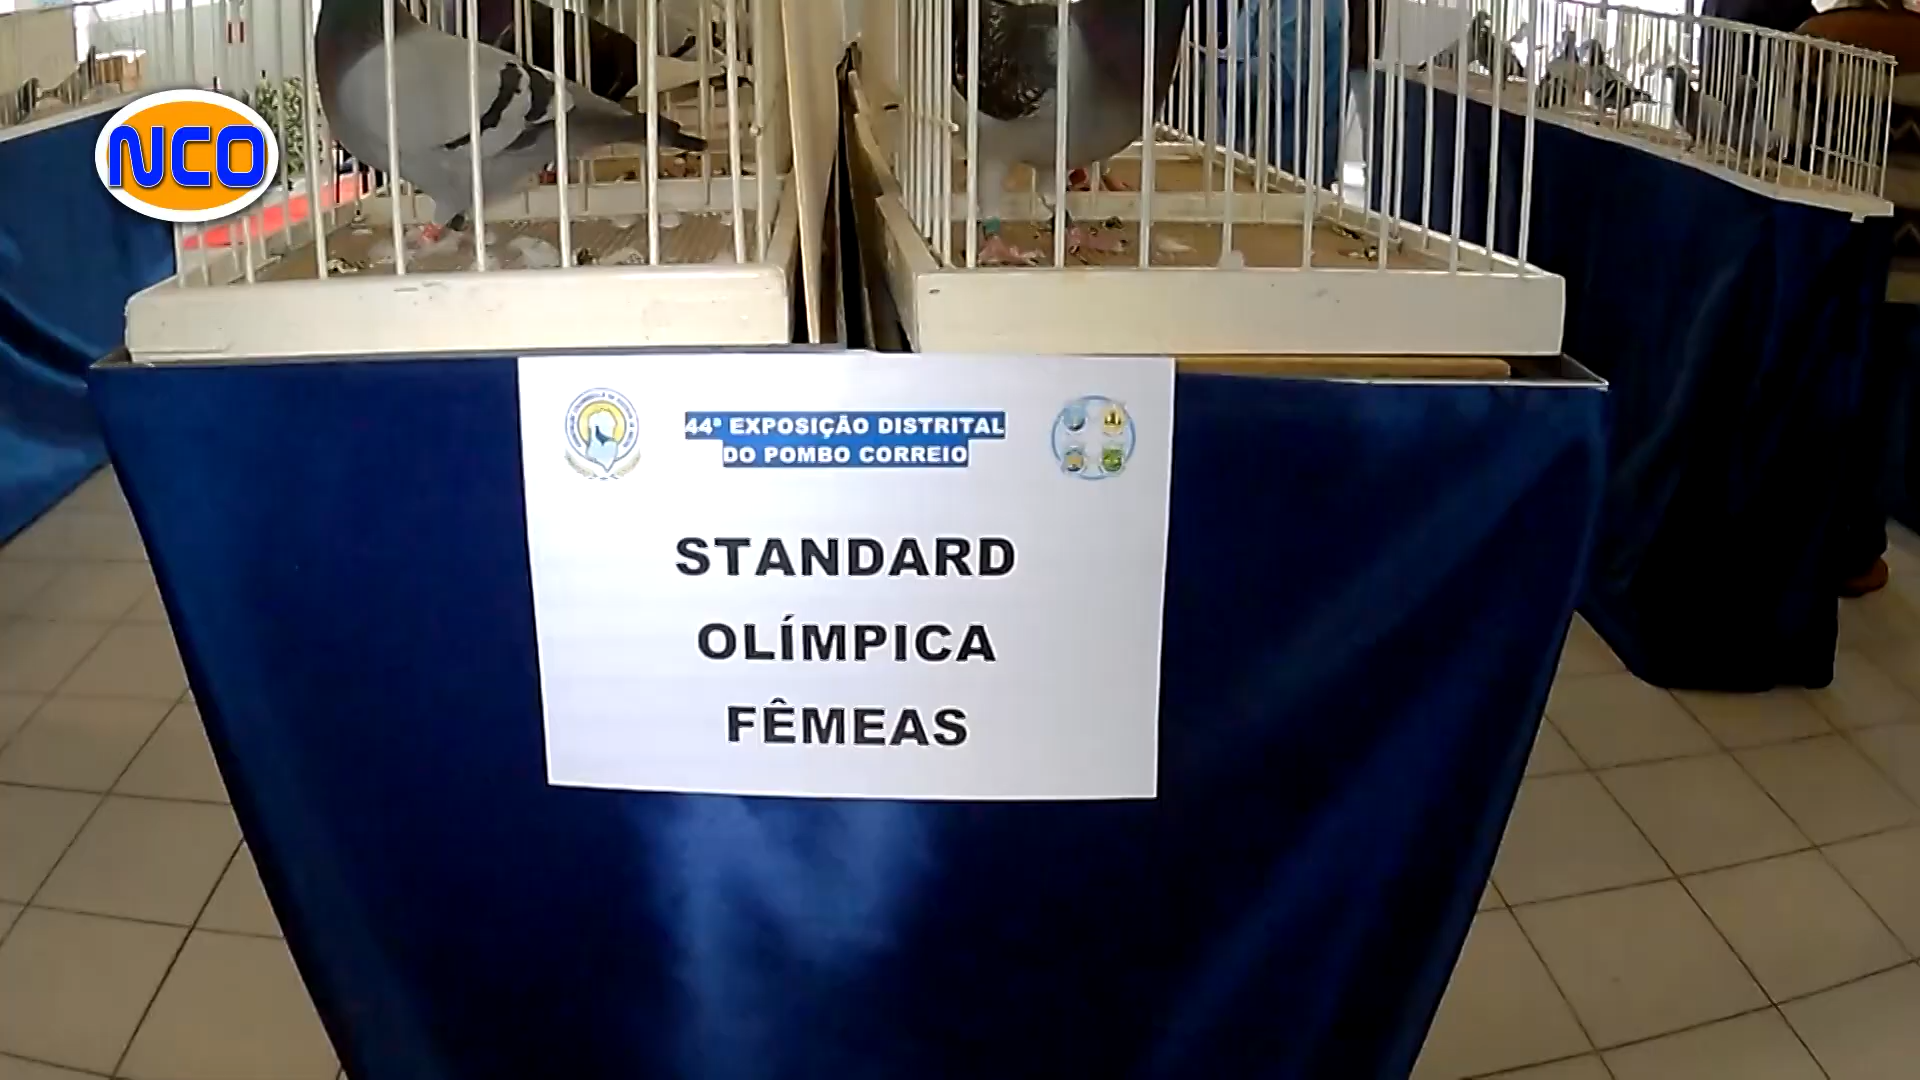 NCO
44ª EXPOSIÇÃO DISTRITAL
DO POMBO CORREIO
STANDARD
OLÍMPICA
FÊMEAS